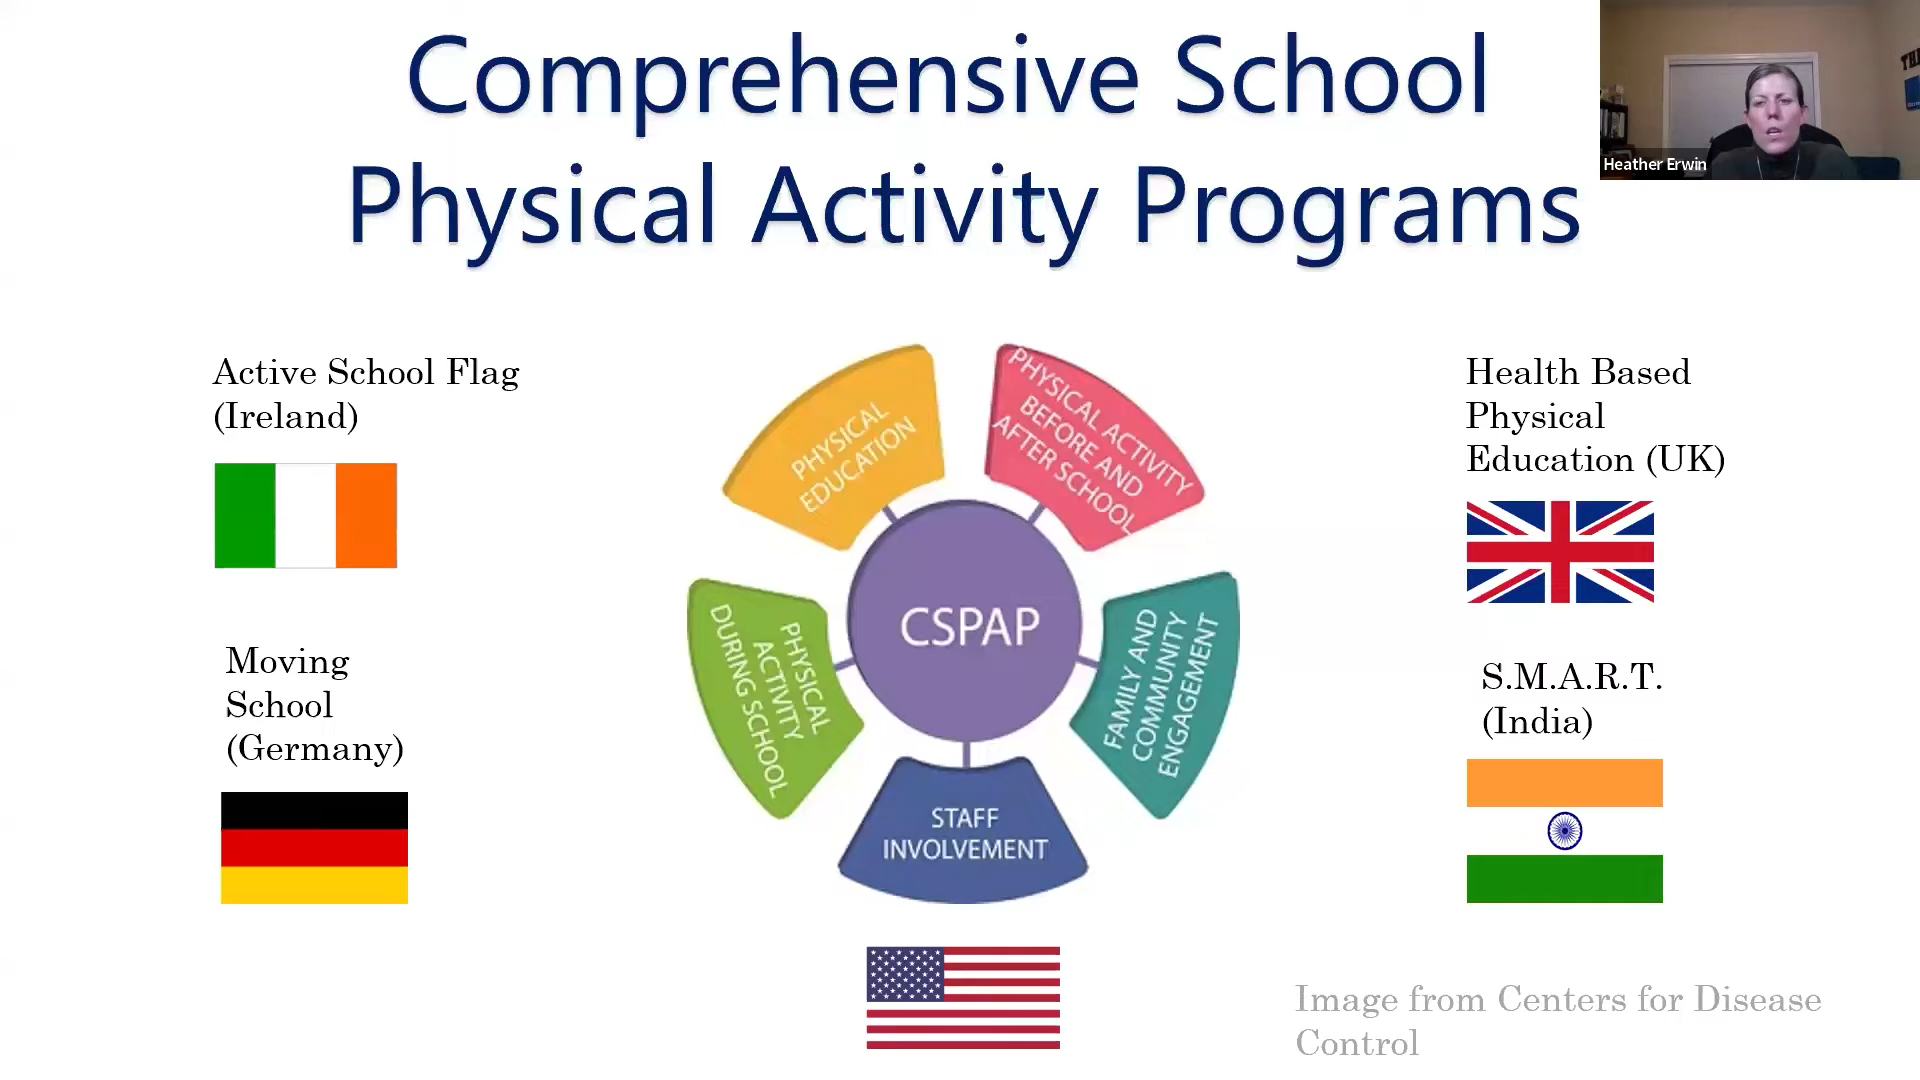 Comprehensive School
Physical Activity Programs
Heather Erwin
Active School Flag
(Ireland)
Moving
School
(Germany)
PHYSICAL
EDUCATION
PHYSICAL ACTIVITY
BEFORE AND
AFTER SCHOOL
PHYSICAL
ACTIVITY
DURING SCHOOL
CSPAP
FAMILY AND
COMMUNITY
ENGAGEMENT
STAFF
INVOLVEMENT
Health Based
Physical
Education (UK)
S.M.A.R.T.
(India)
Image from Centers for Disease
Control